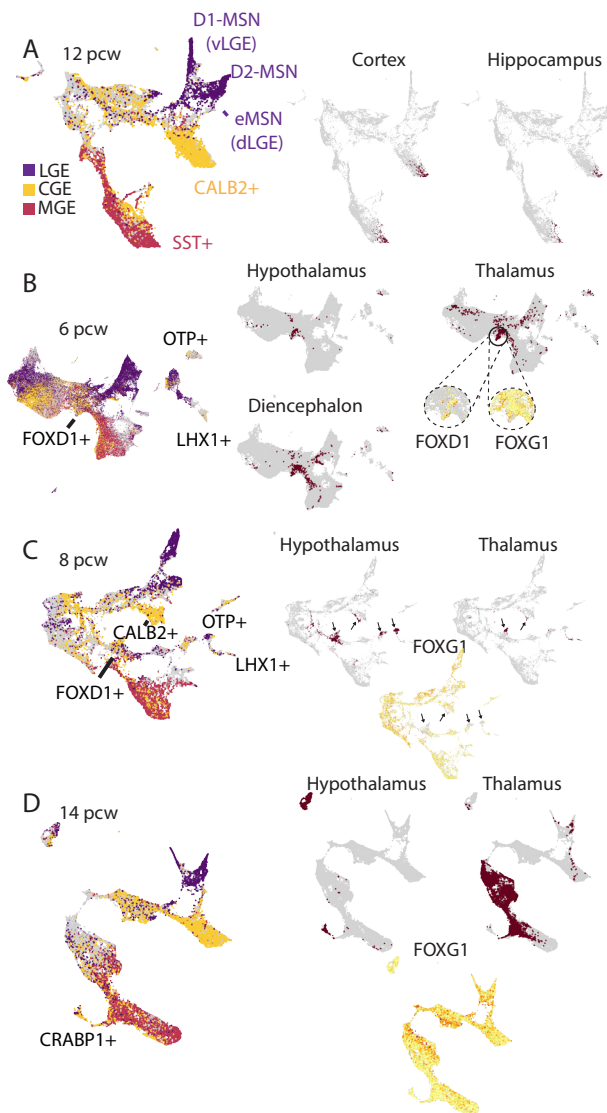 A
12 pcw
D1-MSN
(vLGE)
D2-MSN
eMSN
(dLGE)
CALB2+
SST+
LGE
CGE
MGE
Cortex
Hippocampus
B
6 pcw
OTP+
FOXD1+
LHX1+
Hypothalamus
Thalamus
Diencephalon
FOXD1
FOXG1
C
8 pcw
CALB2+
OTP+
FOXD1+
LHX1+
Hypothalamus
Thalamus
FOXG1
D
14 pcw
CRABP1+
Hypothalamus
Thalamus
FOXG1